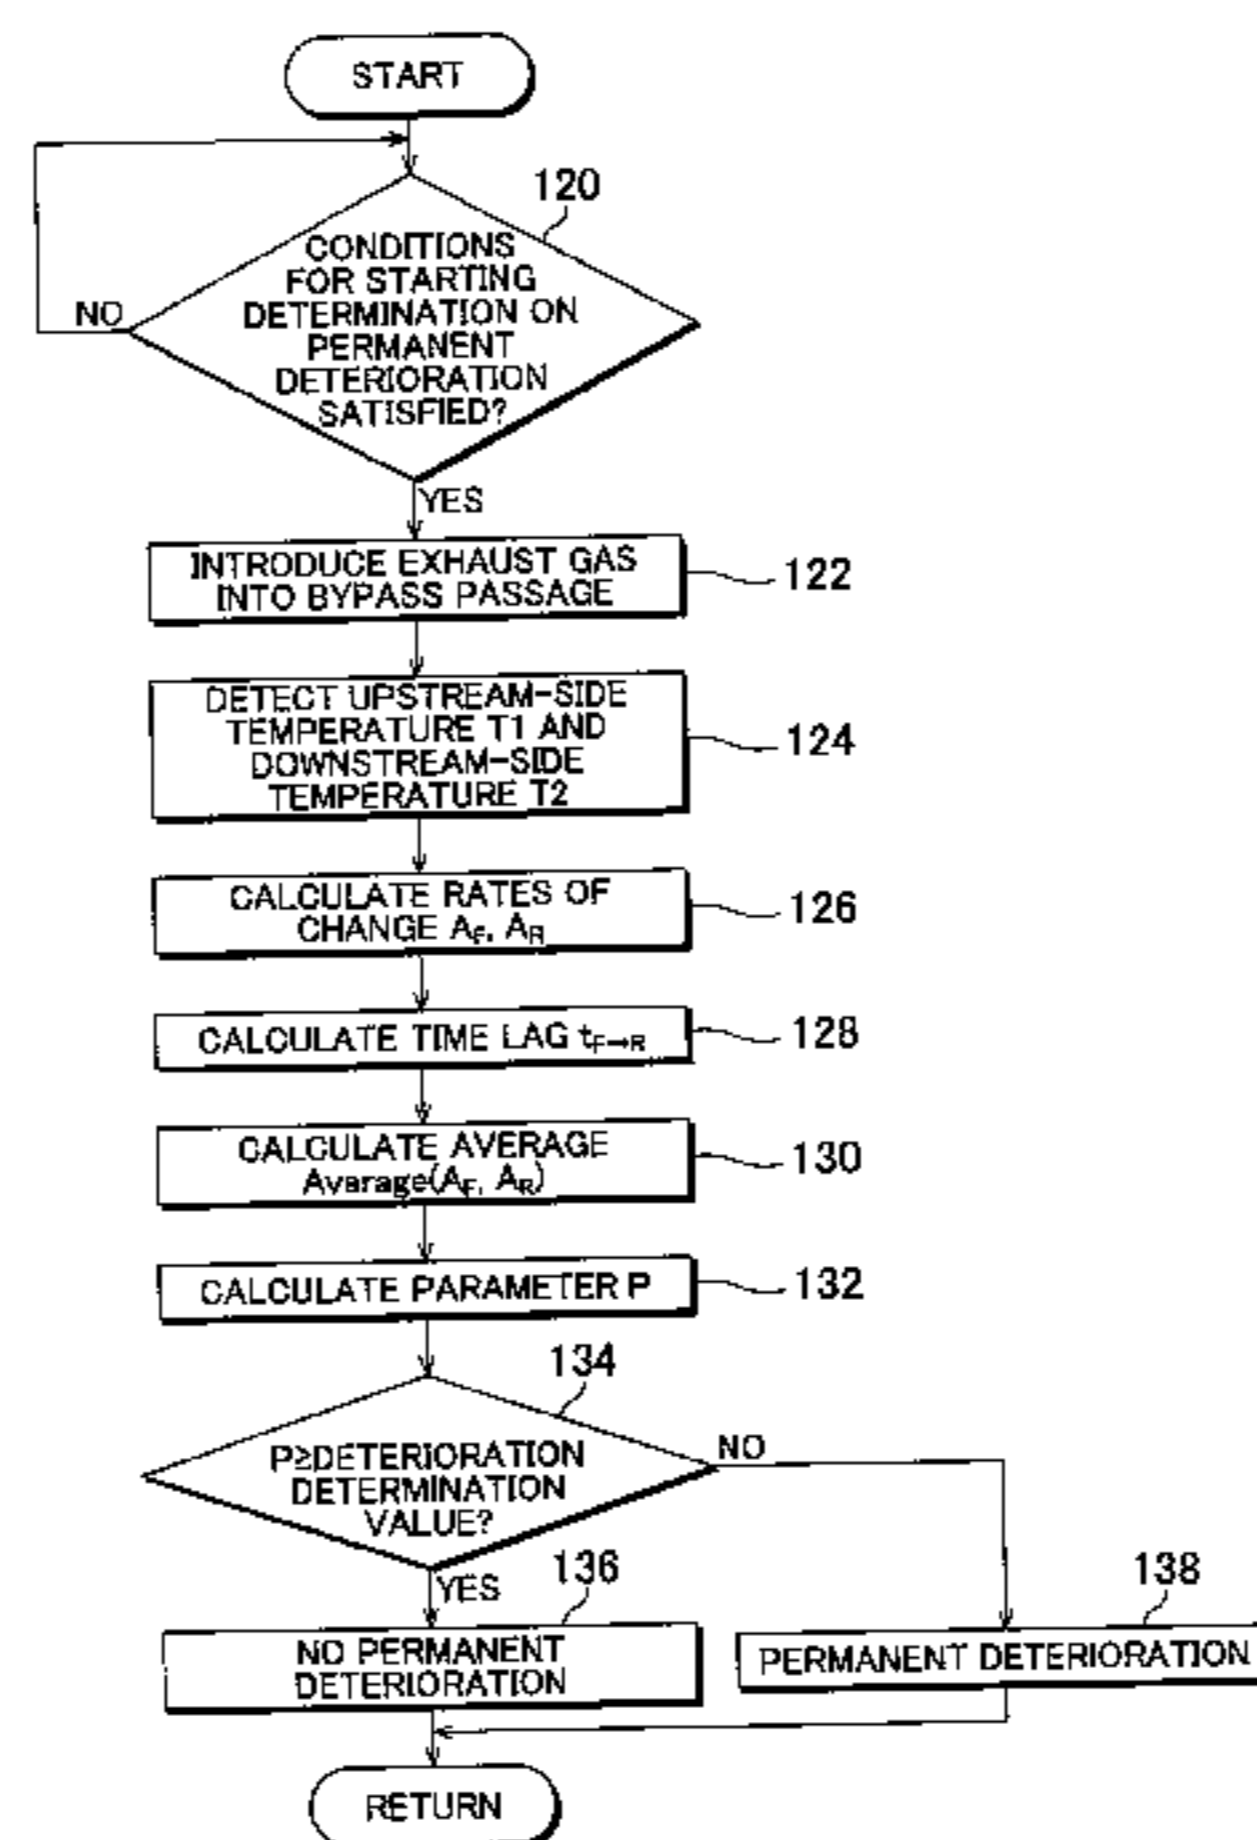 START
120
CONDITIONS
FOR STARTING
DETERMINATION ON
PERMANENT
DETERIORATION
SATISFIED?
NO
YES
INTRODUCE EXHAUST GAS
INTO BYPASS PASSAGE
122
DETECT UPSTREAM-SIDE
TEMPERATURE T1 AND
DOWNSTREAM-SIDE
TEMPERATURE T2
124
CALCULATE RATES OF
CHANGE AF, AR
126
CALCULATE TIME LAG tF→R
128
CALCULATE AVERAGE
Avarage(AF, AR)
130
CALCULATE PARAMETER P
132
134
P≥DETERIORATION
DETERMINATION
VALUE?
NO
YES
136
NO PERMANENT
DETERIORATION
138
PERMANENT DETERIORATION
RETURN